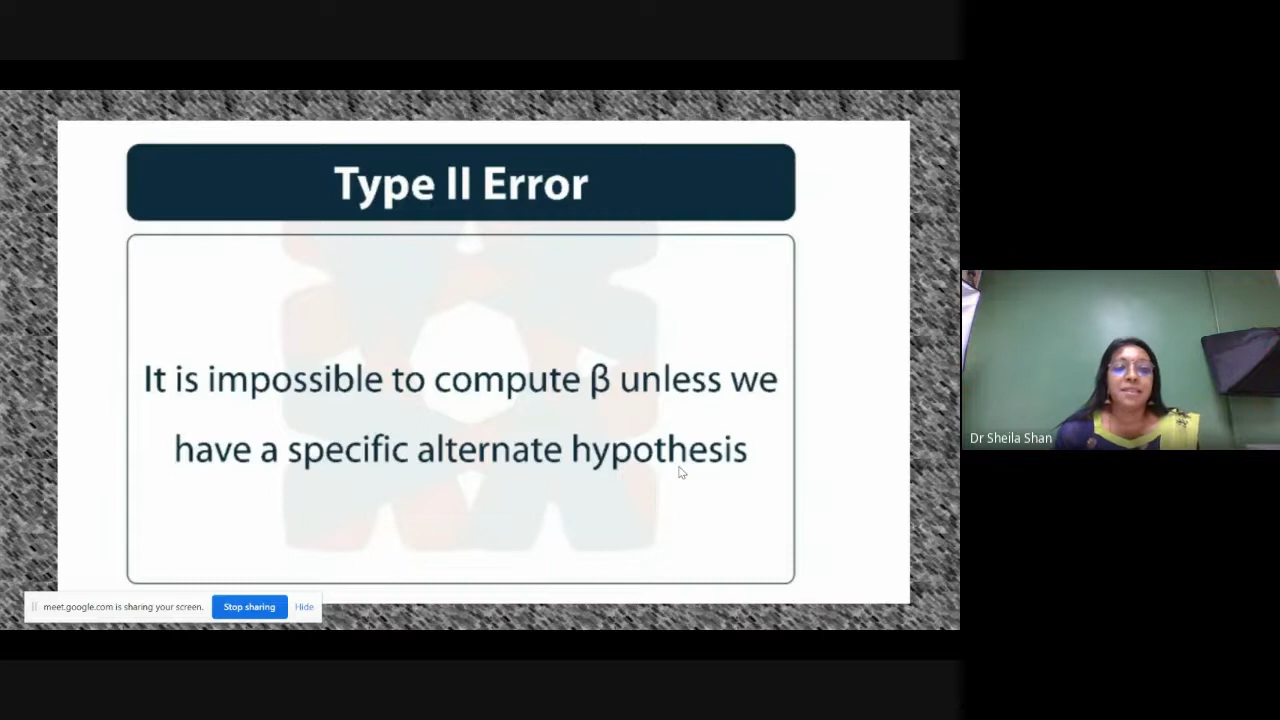 Type II Error
It is impossible to compute β unless we
have a specific alternate hypothesis
Dr Sheila Shan
meet.google.com is sharing your screen. Stop sharing Hide